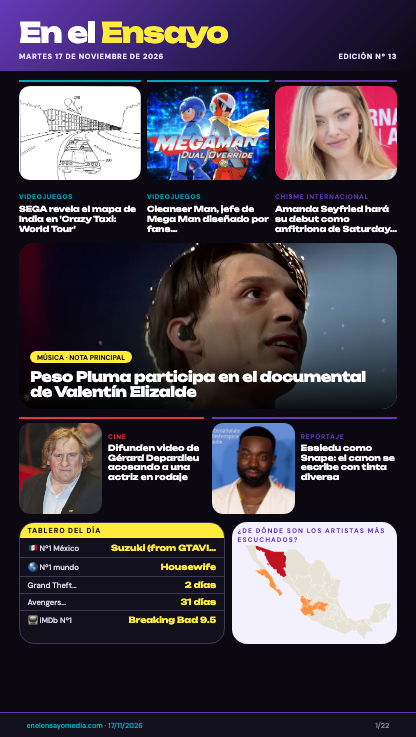 En el Ensayo
MARTES 17 DE NOVIEMBRE DE 2026
EDICIÓN Nº 13
MEGAMAN
DUAL OVERRIDE
VIDEOJUEGOS
SEGA revela el mapa de
India en 'Crazy Taxi:
World Tour'
VIDEOJUEGOS
Cleanser Man, jefe de
Mega Man diseñado por
fans...
CHISME INTERNACIONAL
Amanda Seyfried hará
su debut como
anfitriona de Saturday...
MÚSICA · NOTA PRINCIPAL
Peso Pluma participa en el documental
de Valentín Elizalde
CINE
Difunden video de
Gérard Depardieu
acosando a una
actriz en rodaje
REPORTAJE
Essiedu como
Snape: el canon se
escribe con tinta
diversa
TABLERO DEL DÍA
Nº1 México Suzuki (from GTAVI...
Nº1 mundo Housewife
Grand Theft... 2 días
Avengers... 31 días
IMDb Nº1 Breaking Bad 9.5
¿DE DÓNDE SON LOS ARTISTAS MÁS
ESCUCHADOS?
enelensayomedia.com · 17/11/2026
1/22